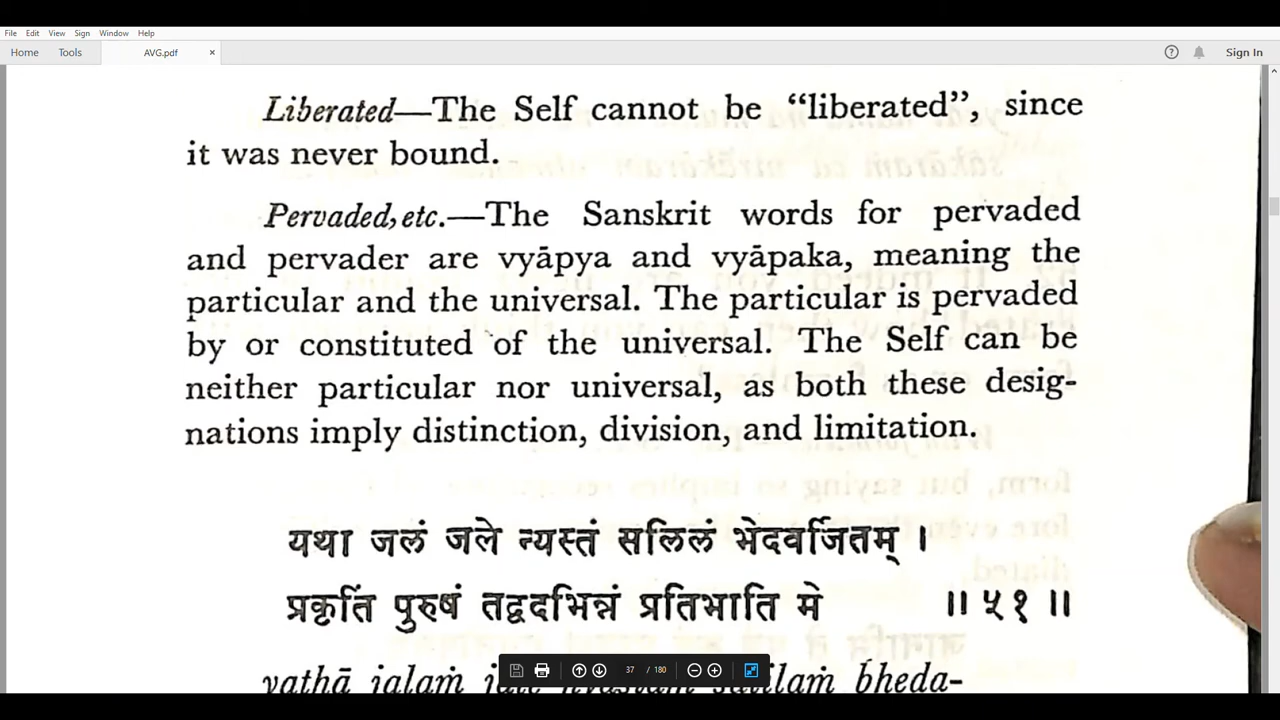 File Edit View Sign Window Help
Home Tools AVG.pdf × Sign In
Liberated—The Self cannot be “liberated”, since
it was never bound.
Pervaded, etc.—The Sanskrit words for pervaded
and pervader are vyāpya and vyāpaka, meaning the
particular and the universal. The particular is pervaded
by or constituted of the universal. The Self can be
neither particular nor universal, as both these desig-
nations imply distinction, division, and limitation.
यथा जलं जले न्यस्तं सलिलं भेदवर्जितम् ।
प्रकृतिं पुरुषं तद्वदभिन्नं प्रतिभाति मे ॥ ५१ ॥
37 / 180
yathā jalaṁ jale nyastaṁ salilaṁ bheda-